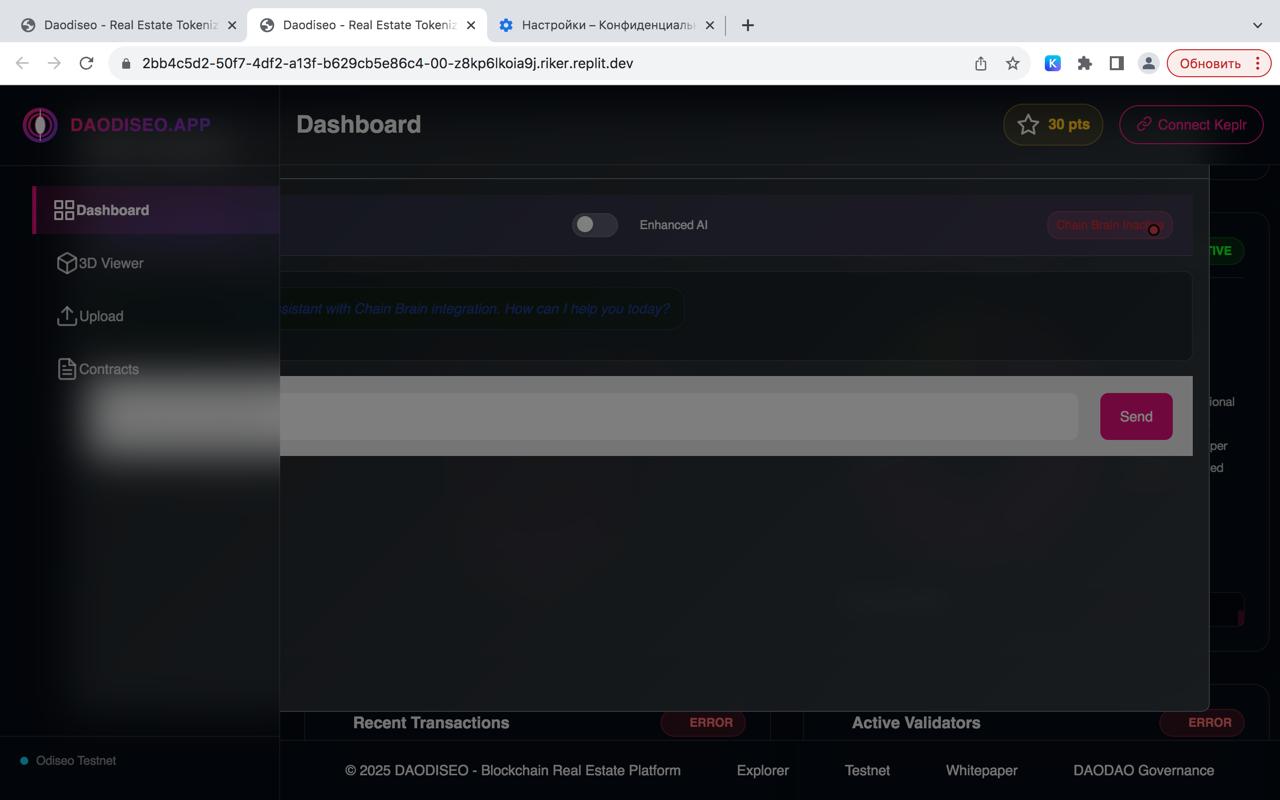 Daodiseo - Real Estate Tokeniz
Daodiseo - Real Estate Tokeniz
Настройки – Конфиденциаль
2bb4c5d2-50f7-4df2-a13f-b629cb5e86c4-00-z8kp6lkoia9j.riker.replit.dev
K
Обновить
DAODISEO.APP
Dashboard
30 pts
Connect Keplr
Dashboard
3D Viewer
Upload
Contracts
Odiseo Testnet
Enhanced AI
Chain Brain
TIVE
sistant with Chain Brain integration. How can I help you today?
Send
ional
per
ed
Recent Transactions
ERROR
Active Validators
ERROR
© 2025 DAODISEO - Blockchain Real Estate Platform
Explorer
Testnet
Whitepaper
DAODAO Governance